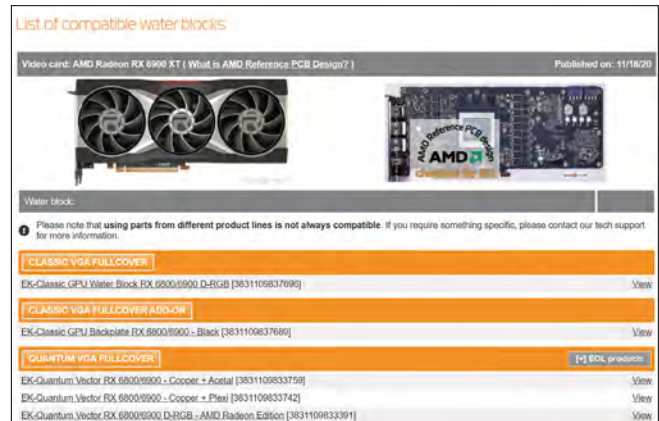 List of compatible water blocks:
Video card: AMD Radeon RX 6900 XT ( What is AMD Reference PCB Design? ) Published on: 11/18/20
AMD Reference PCB design
AMD
Water block:
Please note that using parts from different product lines is not always compatible. If you require something specific, please contact our tech support
for more information.
CLASSIC VGA FULLCOVER
EK-Classic GPU Water Block RX 6800/6900 D-RGB [3831109837696] View
CLASSIC VGA FULLCOVER ADD-ON
EK-Classic GPU Backplate RX 6800/6900 - Black [3831109837689] View
QUANTUM VGA FULLCOVER [+] EOL products
EK-Quantum Vector RX 6800/6900 - Copper + Acetal [3831109833759] View
EK-Quantum Vector RX 6800/6900 - Copper + Plexi [3831109833742] View
EK-Quantum Vector RX 6800/6900 D-RGB - AMD Radeon Edition [3831109833391] View